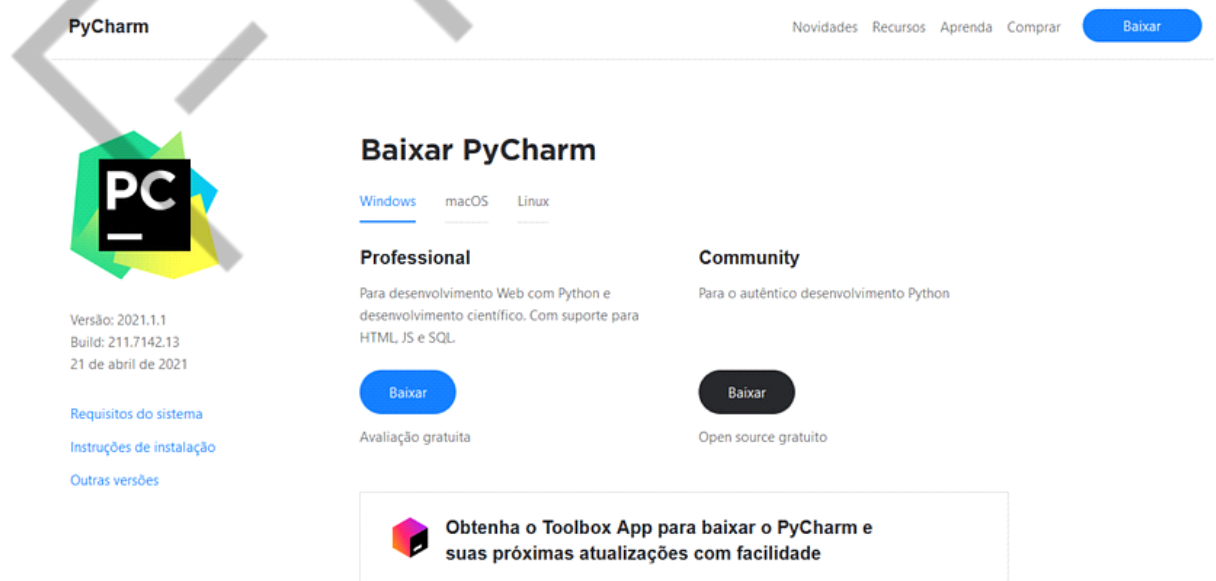 PyCharm
Novidades Recursos Aprenda Comprar Baixar
PC
Versão: 2021.1.1
Build: 211.7142.13
21 de abril de 2021
Requisitos do sistema
Instruções de instalação
Outras versões
Baixar PyCharm
Windows macOS Linux
Professional
Para desenvolvimento Web com Python e
desenvolvimento científico. Com suporte para
HTML, JS e SQL.
Baixar
Avaliação gratuita
Community
Para o autêntico desenvolvimento Python
Baixar
Open source gratuito
Obtenha o Toolbox App para baixar o PyCharm e
suas próximas atualizações com facilidade